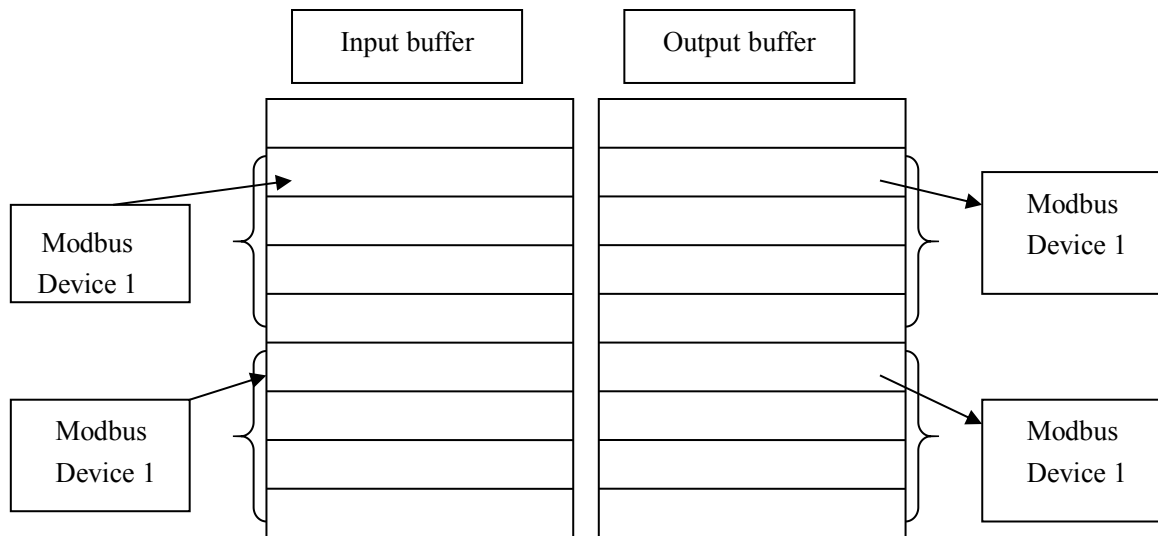 Input buffer
Output buffer
Modbus
Device 1
Modbus
Device 1
Modbus
Device 1
Modbus
Device 1